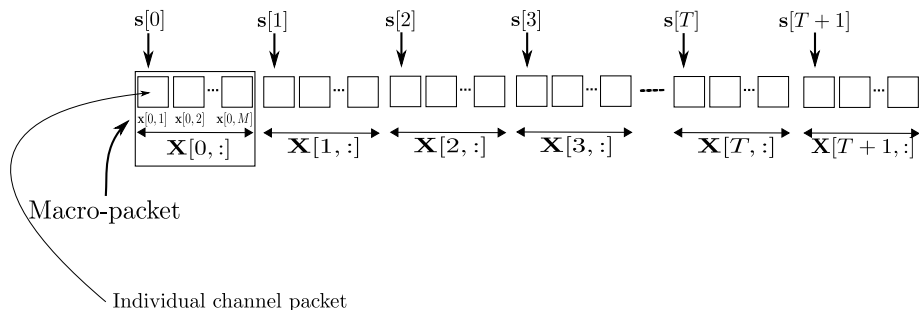 s[0] s[1] s[2] s[3] s[T] s[T + 1]
x[0, 1] x[0, 2] x[0, M]
X[0, :] X[1, :] X[2, :] X[3, :] X[T, :] X[T + 1, :]
Macro-packet
Individual channel packet